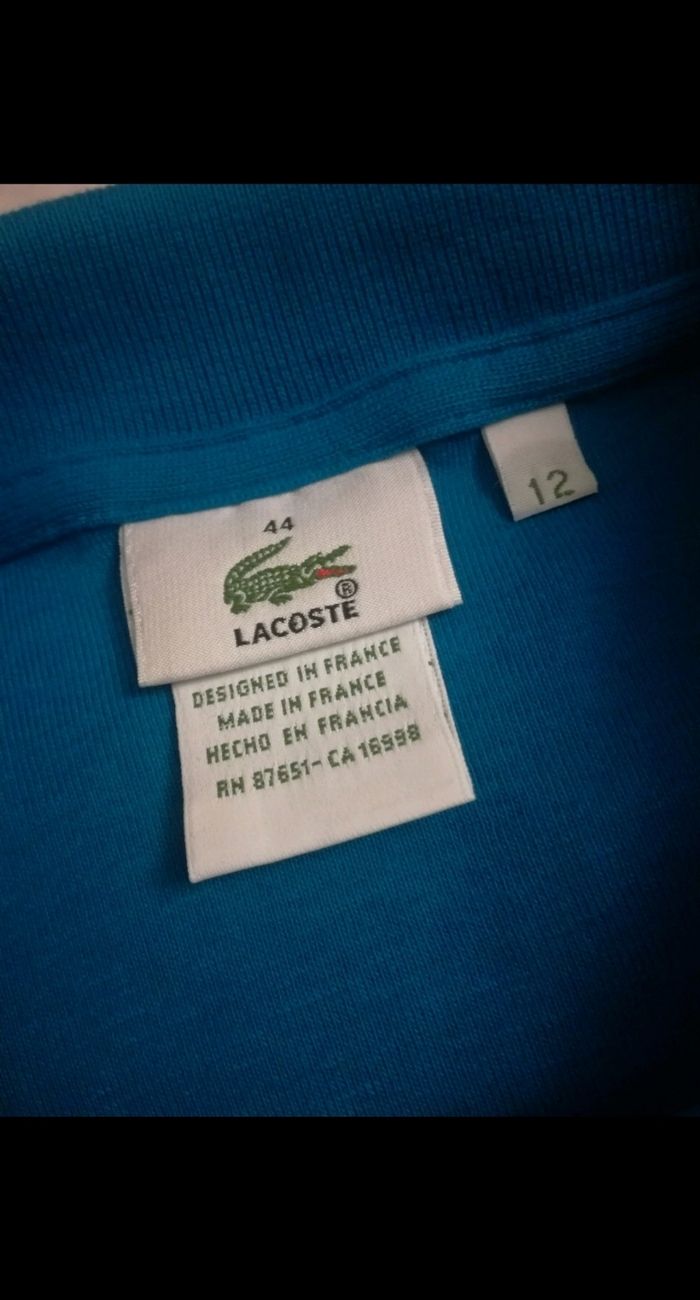 44
LACOSTE
®
DESIGNED IN FRANCE
MADE IN FRANCE
HECHO EN FRANCIA
RN 87651- CA 16998
12